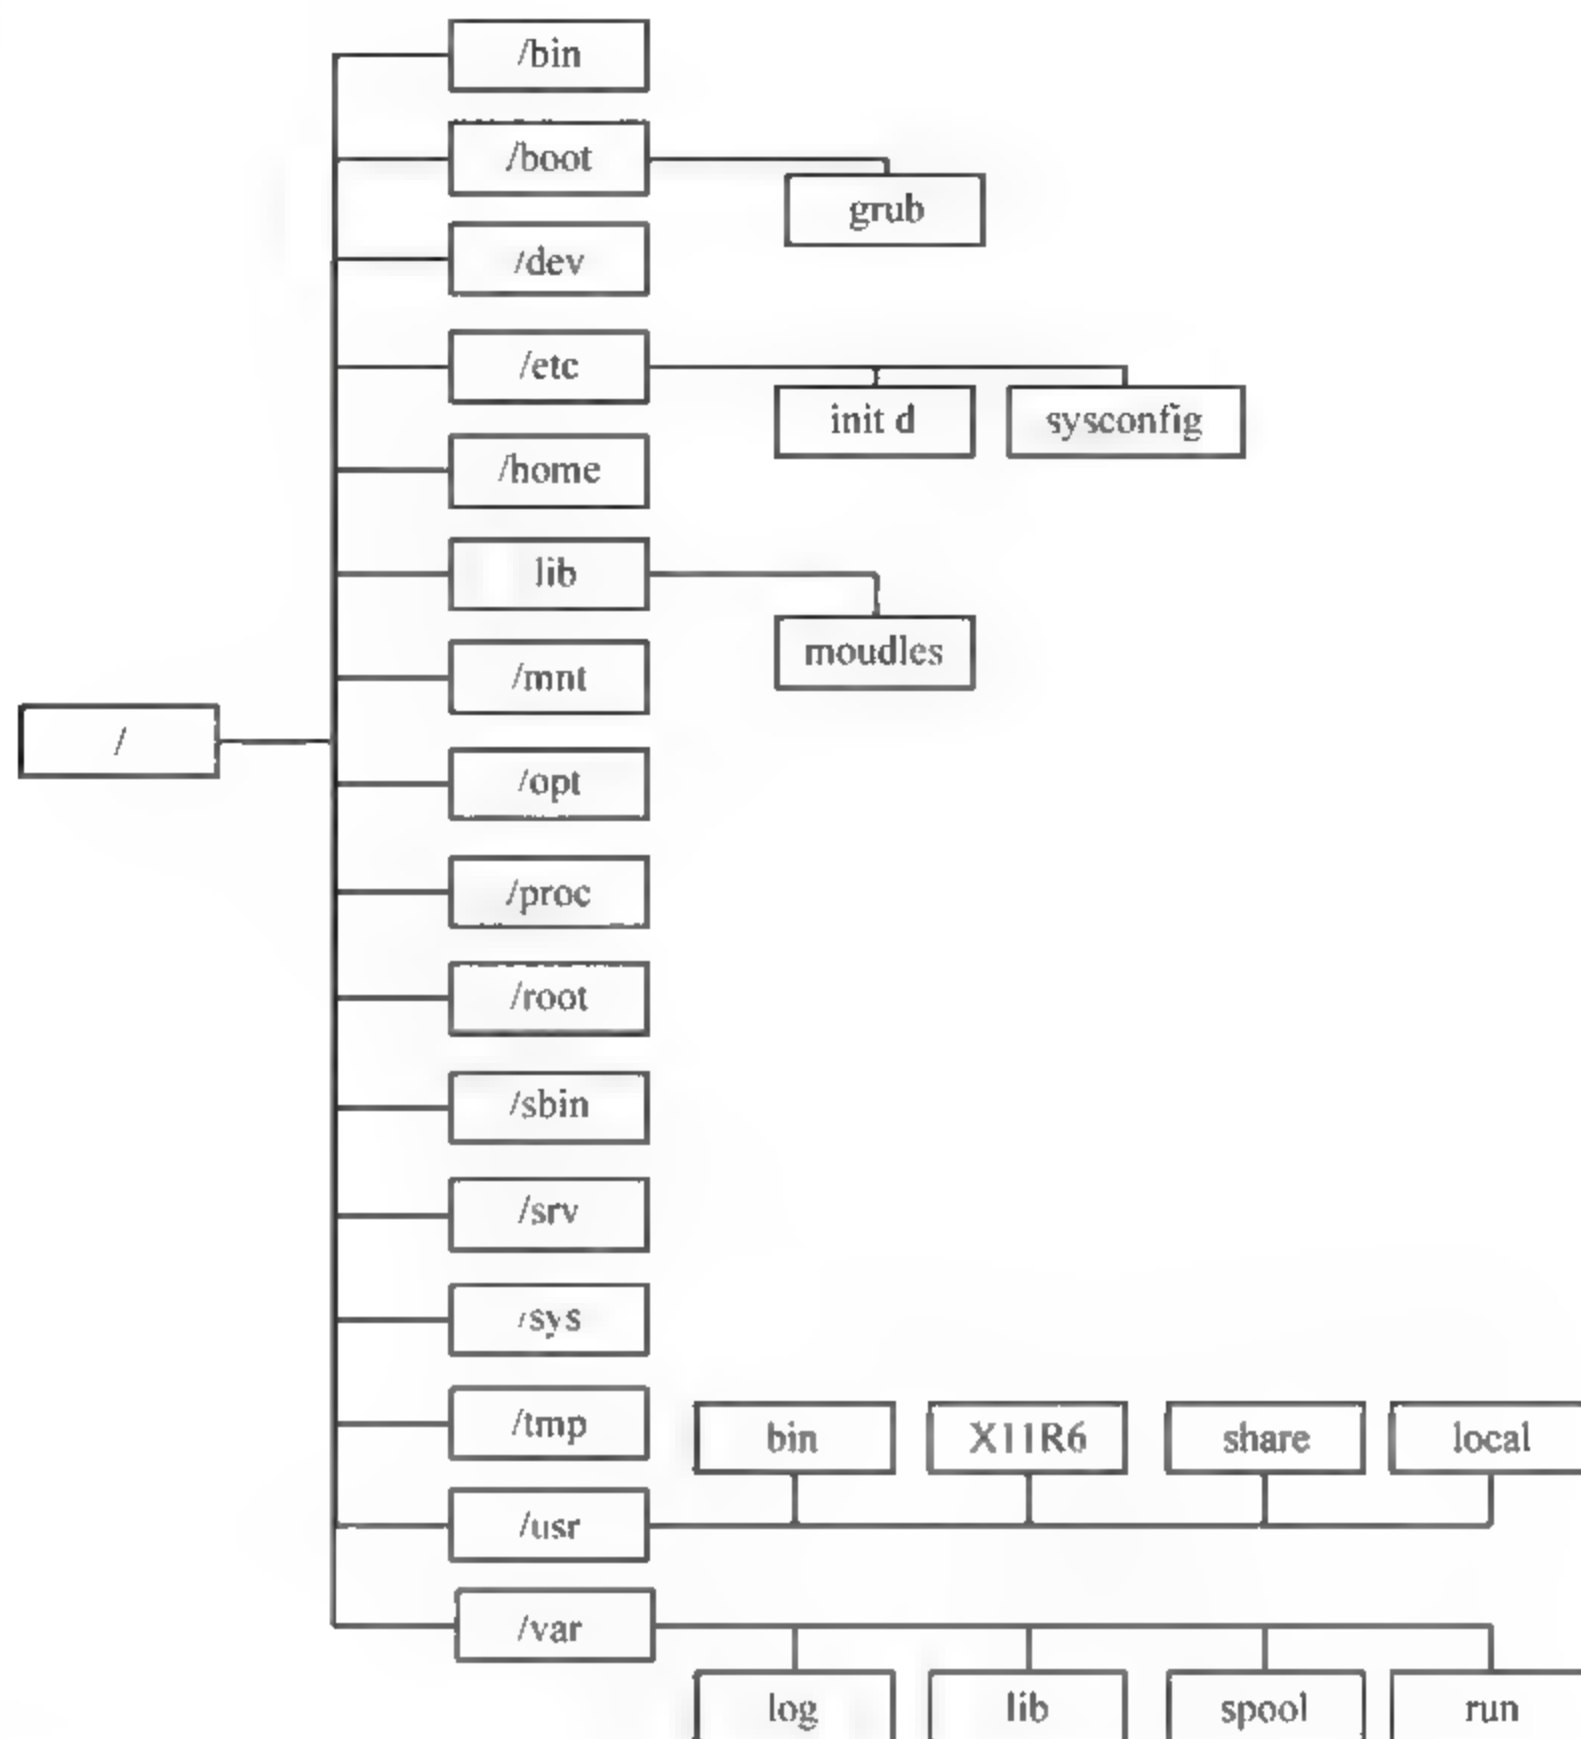 /bin
/boot
grub
/dev
/etc
init d
sysconfig
/home
lib
moudles
/mnt
/
/opt
/proc
/root
/sbin
/srv
/sys
/tmp
bin
X11R6
share
local
/usr
/var
log
lib
spool
run